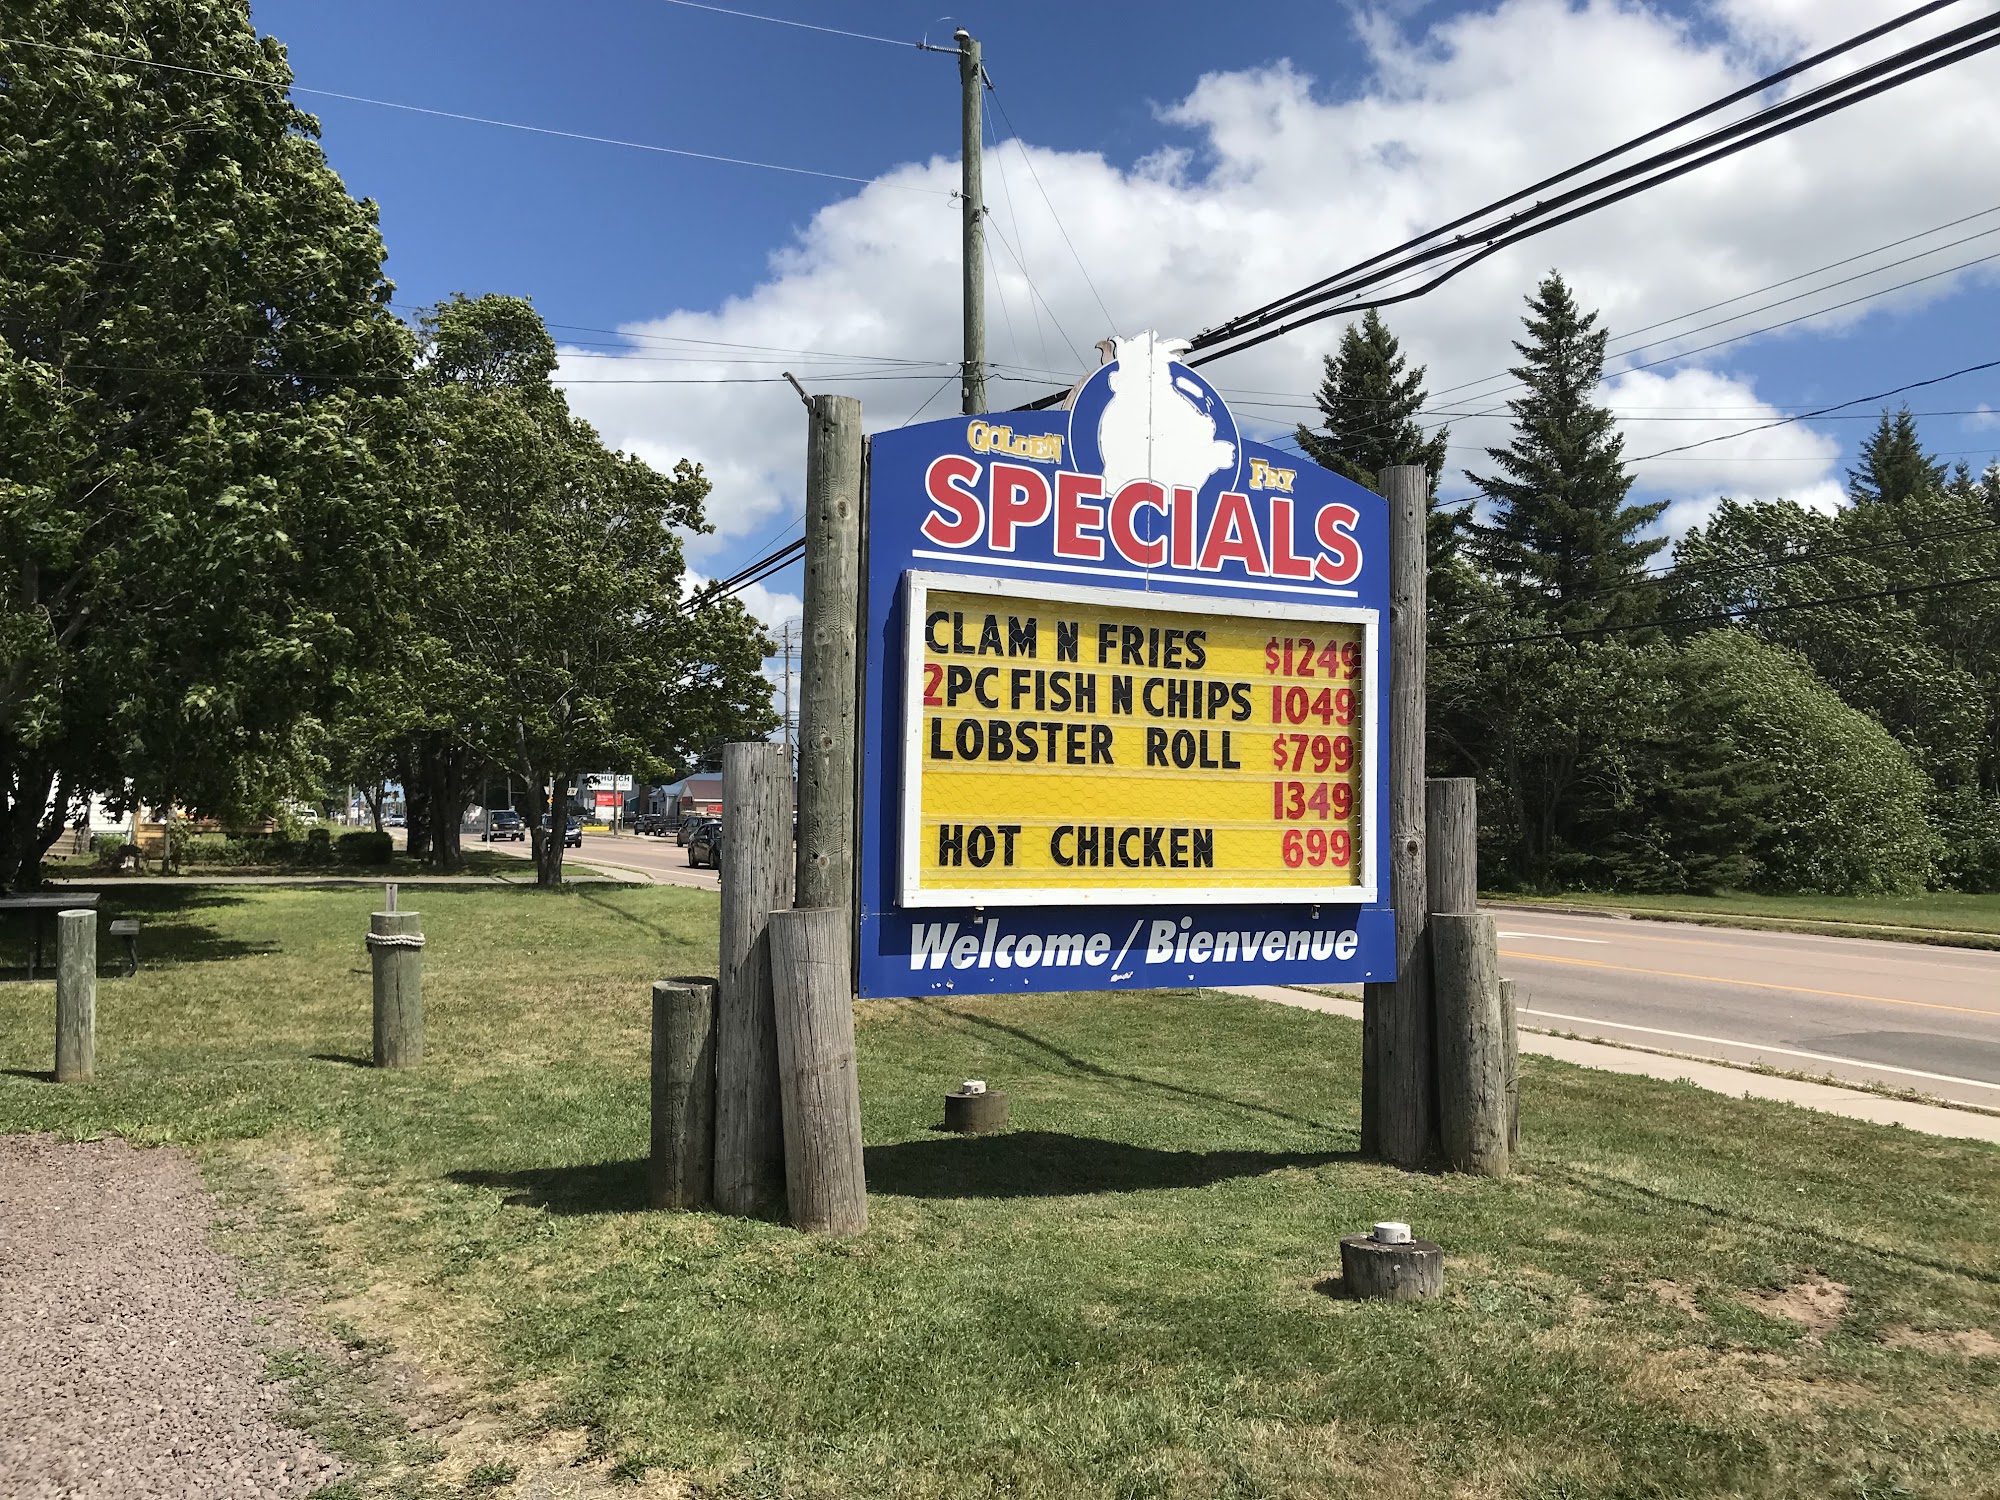 GOLDEN FRY
SPECIALS
CLAM N FRIES $1249
2PC FISH N CHIPS 1049
LOBSTER ROLL $799
1349
HOT CHICKEN 699
Welcome / Bienvenue
CHURCH